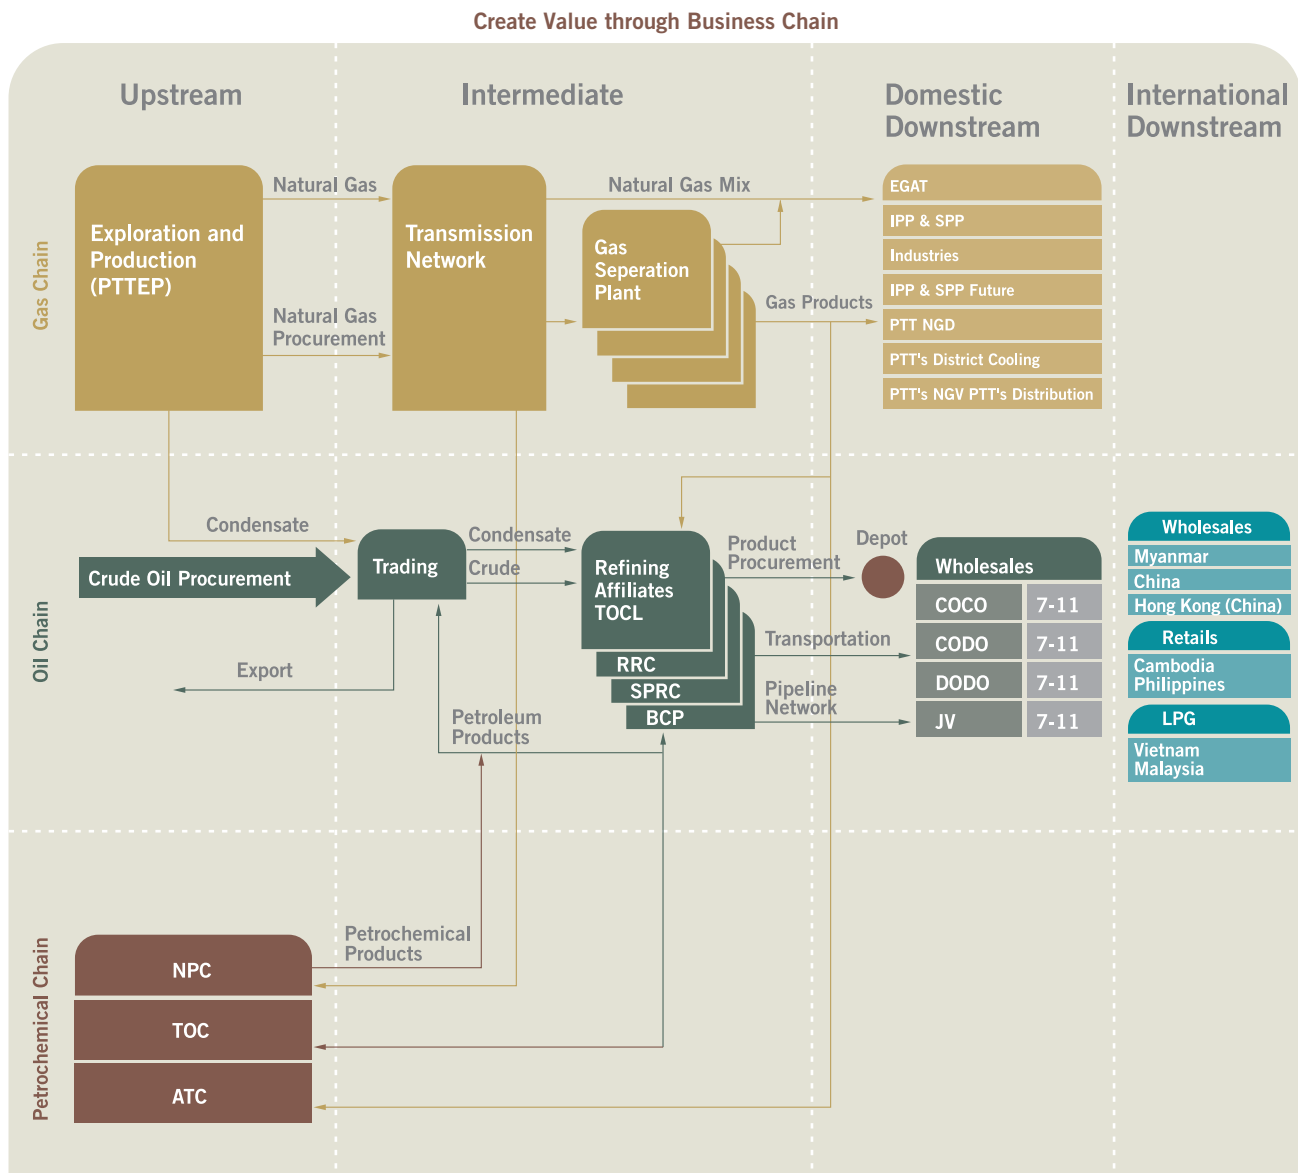 Create Value through Business Chain
Upstream
Intermediate
Domestic
Downstream
International
Downstream
Gas Chain
Exploration and
Production
(PTTEP)
Natural Gas
Natural Gas
Procurement
Transmission
Network
Natural Gas Mix
Gas
Seperation
Plant
Gas Products
EGAT
IPP & SPP
Industries
IPP & SPP Future
PTT NGD
PTT's District Cooling
PTT's NGV PTT's Distribution
Oil Chain
Condensate
Crude Oil Procurement
Trading
Export
Condensate
Crude
Petroleum
Products
Refining
Affiliates
TOCL
RRC
SPRC
BCP
Product
Procurement
Transportation
Pipeline
Network
Depot
Wholesales
COCO 7-11
CODO 7-11
DODO 7-11
JV 7-11
Wholesales
Myanmar
China
Hong Kong (China)
Retails
Cambodia
Philippines
LPG
Vietnam
Malaysia
Petrochemical Chain
NPC
TOC
ATC
Petrochemical
Products